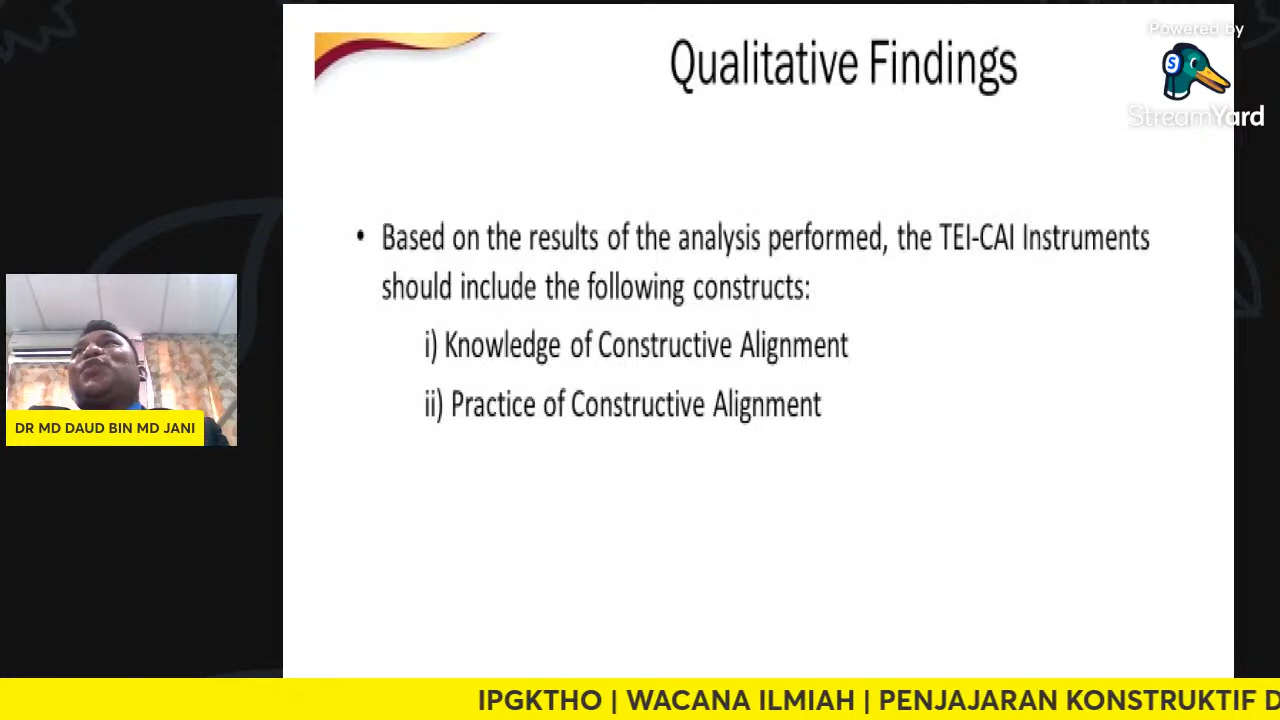 Qualitative Findings
Powered by
S
StreamYard
• Based on the results of the analysis performed, the TEI-CAI Instruments
should include the following constructs:
i) Knowledge of Constructive Alignment
ii) Practice of Constructive Alignment
DR MD DAUD BIN MD JANI
IPGKTHO | WACANA ILMIAH | PENJAJARAN KONSTRUKTIF D